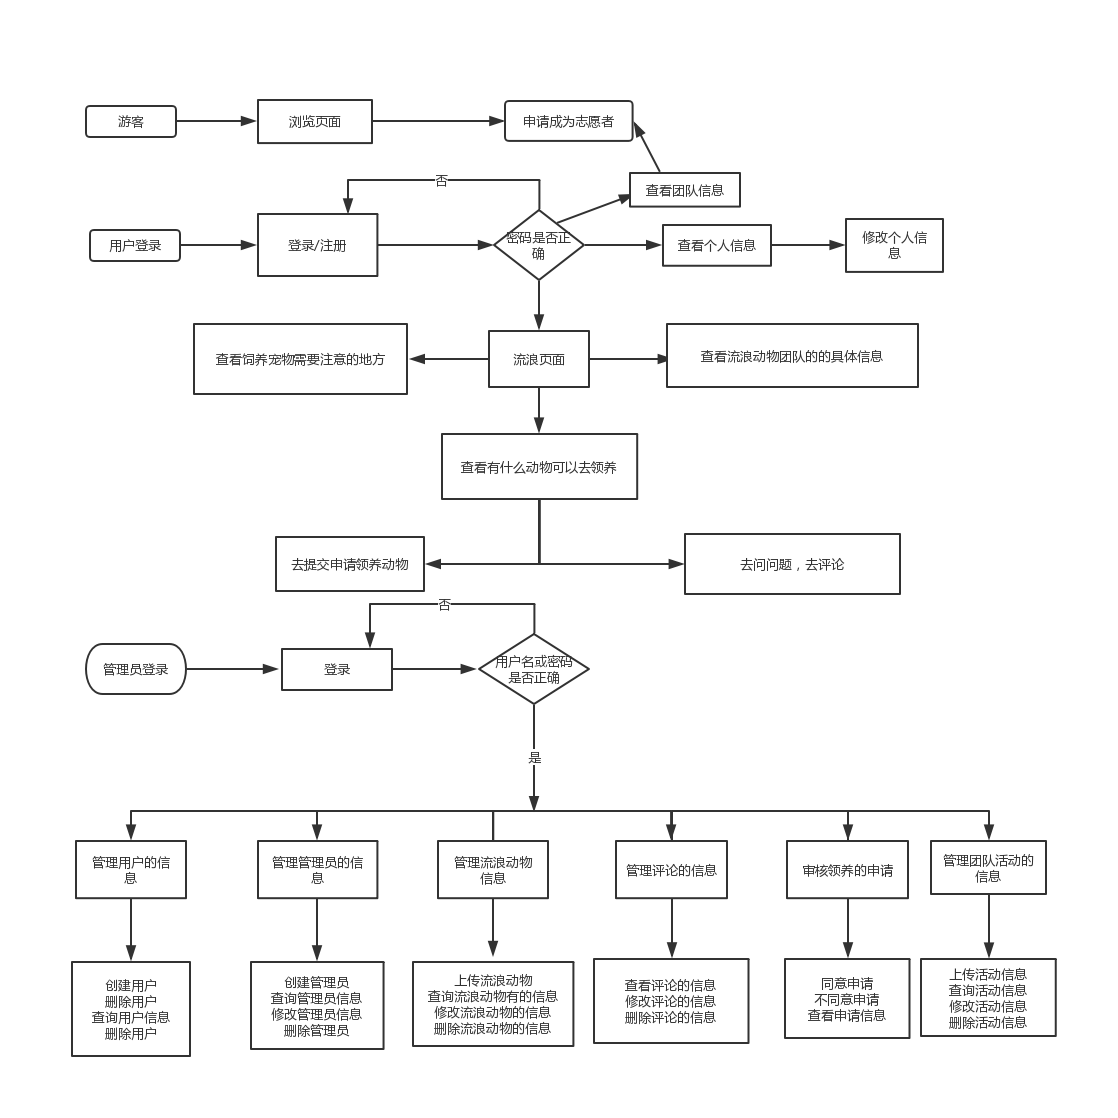 游客
浏览页面
申请成为志愿者
否
查看团队信息
用户登录
登录/注册
密码是否正
确
查看个人信息
修改个人信
息
查看饲养宠物需要注意的地方
流浪页面
查看流浪动物团队的的具体信息
查看有什么动物可以去领养
去提交申请领养动物
去问问题，去评论
否
管理员登录
登录
用户名或密码
是否正确
是
管理用户的信
息
管理管理员的信
息
管理流浪动物
信息
管理评论的信息
审核领养的申请
管理团队活动的
信息
创建用户
删除用户
查询用户信息
删除用户
创建管理员
查询管理员信息
修改管理员信息
删除管理员
上传流浪动物
查询流浪动物有的信息
修改流浪动物的信息
删除流浪动物的信息
查看评论的信息
修改评论的信息
删除评论的信息
同意申请
不同意申请
查看申请信息
上传活动信息
查询活动信息
修改活动信息
删除活动信息